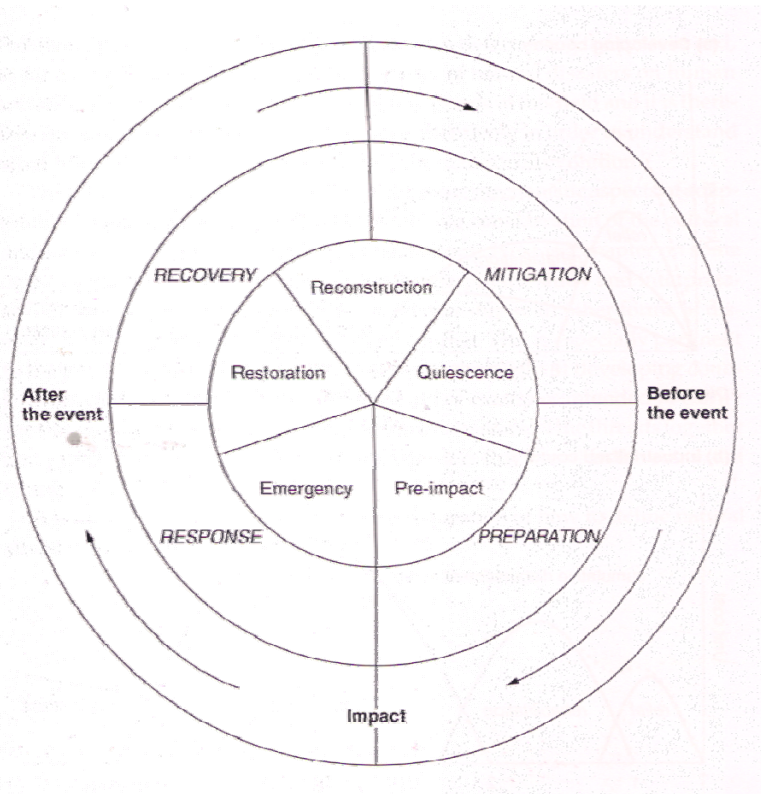 RECOVERY
MITIGATION
Reconstruction
Restoration
Quiescence
After
the event
Before
the event
Emergency
Pre-impact
RESPONSE
PREPARATION
Impact